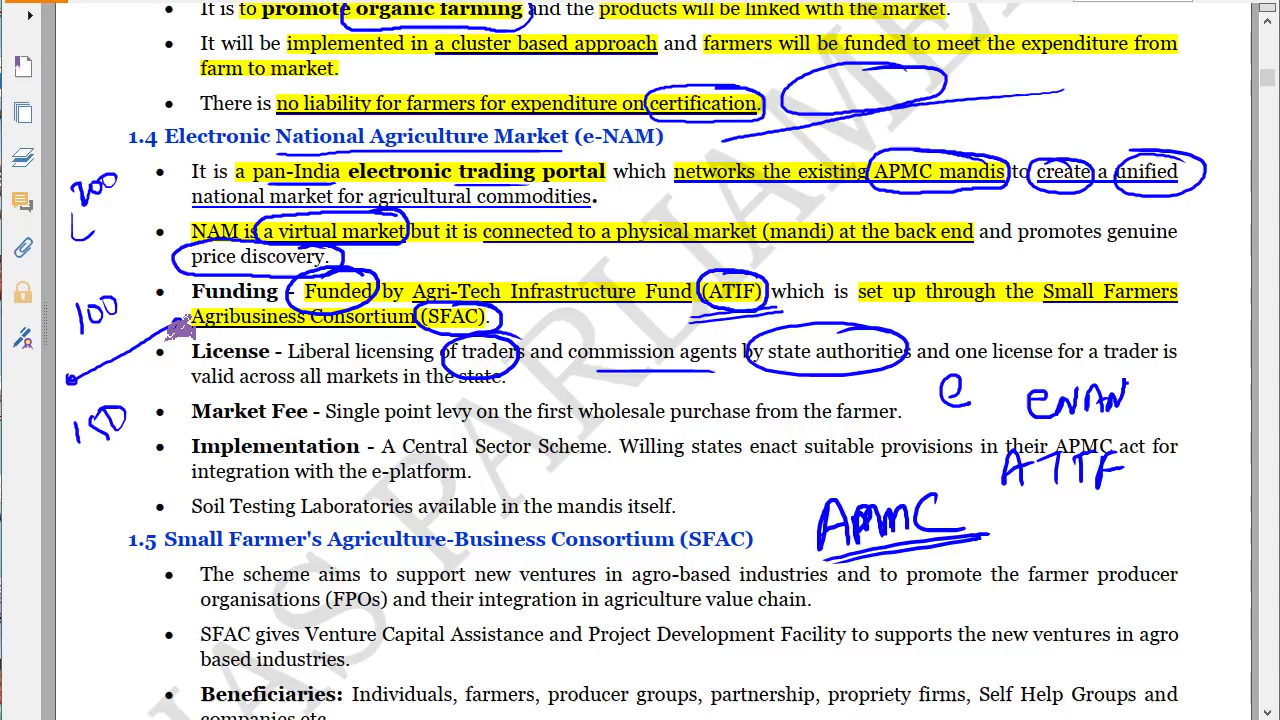 It is to promote organic farming and the products will be linked with the market.
It will be implemented in a cluster based approach and farmers will be funded to meet the expenditure from
farm to market.
There is no liability for farmers for expenditure on certification.
1.4 Electronic National Agriculture Market (e-NAM)
It is a pan-India electronic trading portal which networks the existing APMC mandis to create a unified
national market for agricultural commodities.
200
NAM is a virtual market but it is connected to a physical market (mandi) at the back end and promotes genuine
price discovery.
Funding - Funded by Agri-Tech Infrastructure Fund (ATIF) which is set up through the Small Farmers
100
Agribusiness Consortium (SFAC).
License - Liberal licensing of traders and commission agents by state authorities and one license for a trader is
valid across all markets in the state.
e eNAM
150
Market Fee - Single point levy on the first wholesale purchase from the farmer.
Implementation - A Central Sector Scheme. Willing states enact suitable provisions in their APMC act for
integration with the e-platform.
ATIF
Soil Testing Laboratories available in the mandis itself.
APMC
1.5 Small Farmer's Agriculture-Business Consortium (SFAC)
The scheme aims to support new ventures in agro-based industries and to promote the farmer producer
organisations (FPOs) and their integration in agriculture value chain.
SFAC gives Venture Capital Assistance and Project Development Facility to supports the new ventures in agro
based industries.
Beneficiaries: Individuals, farmers, producer groups, partnership, propriety firms, Self Help Groups and
companies etc
IAS PARLIAMENT